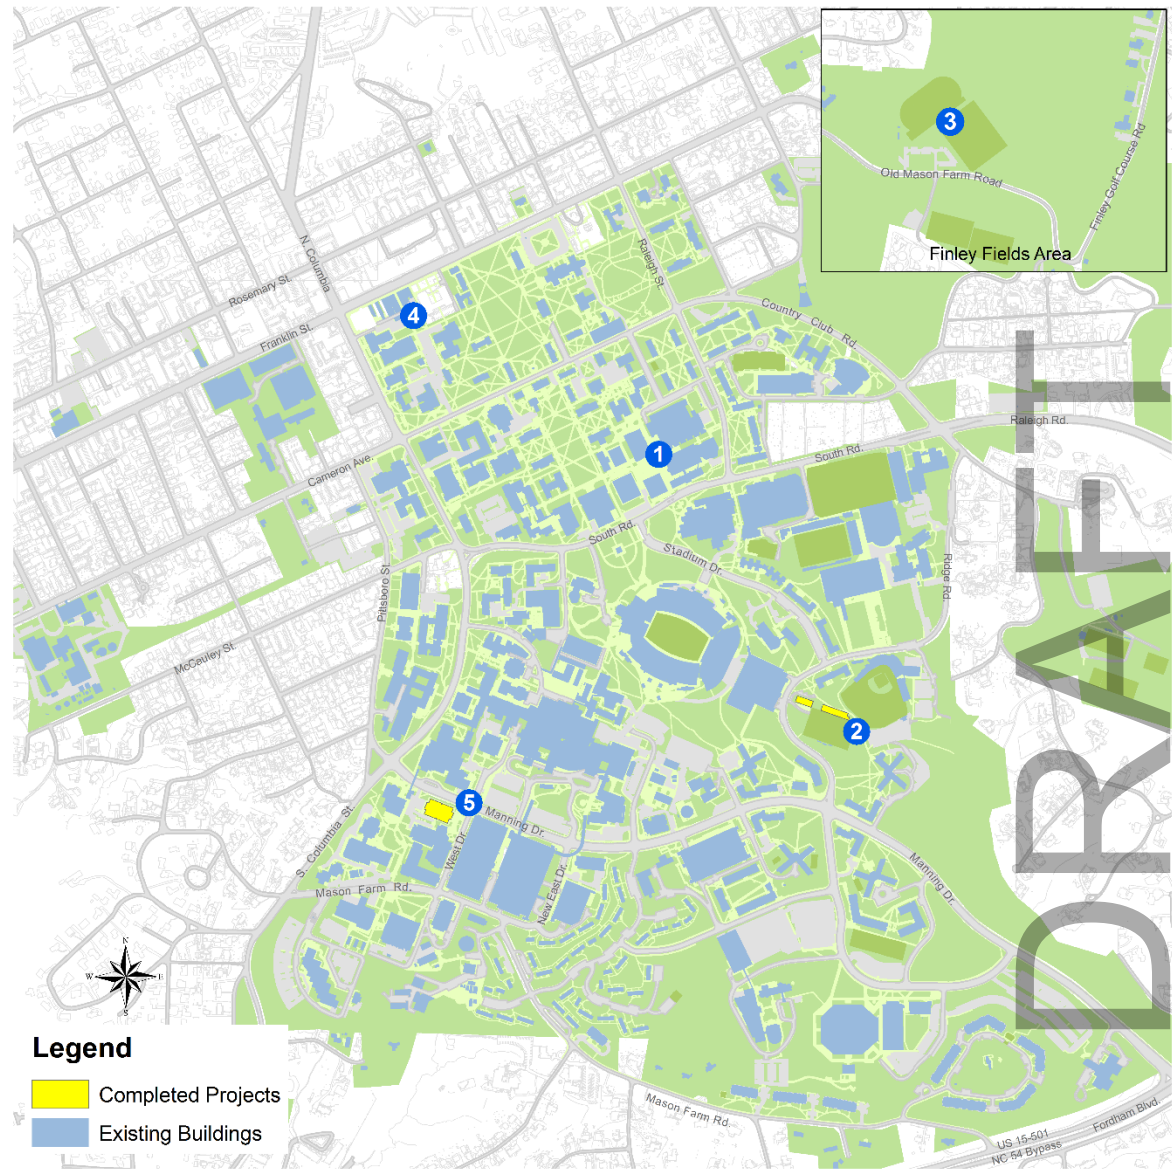 3
Old Mason Farm Road
Finley Golf Course Rd
Finley Fields Area
N. Columbia
Rosemary St.
Franklin St.
4
Raleigh St.
Country Club Rd.
Raleigh Rd.
Cameron Ave.
1
South Rd.
South Rd.
Stadium Dr.
Ridge Rd.
Pittsboro St.
McCauley St.
2
5
Manning Dr.
West Dr.
S. Columbia St.
Mason Farm Rd.
New East Dr.
Manning Dr.
DRAFT
N
W
E
S
Mason Farm Rd.
US 15-501
NC 54 Bypass
Fordham Blvd.
Legend
Completed Projects
Existing Buildings